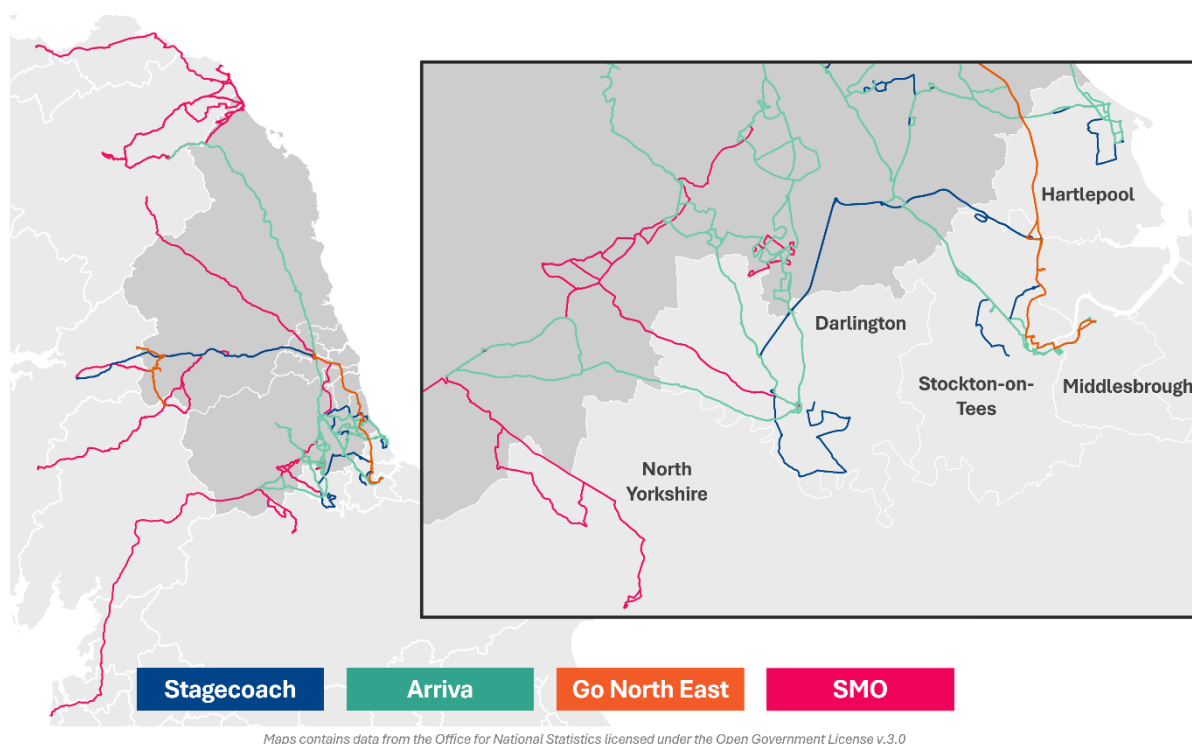 Hartlepool
Darlington
Stockton-on-
Tees
Middlesbrough
North
Yorkshire
Stagecoach
Arriva
Go North East
SMO
Maps contains data from the Office for National Statistics licensed under the Open Government License v.3.0